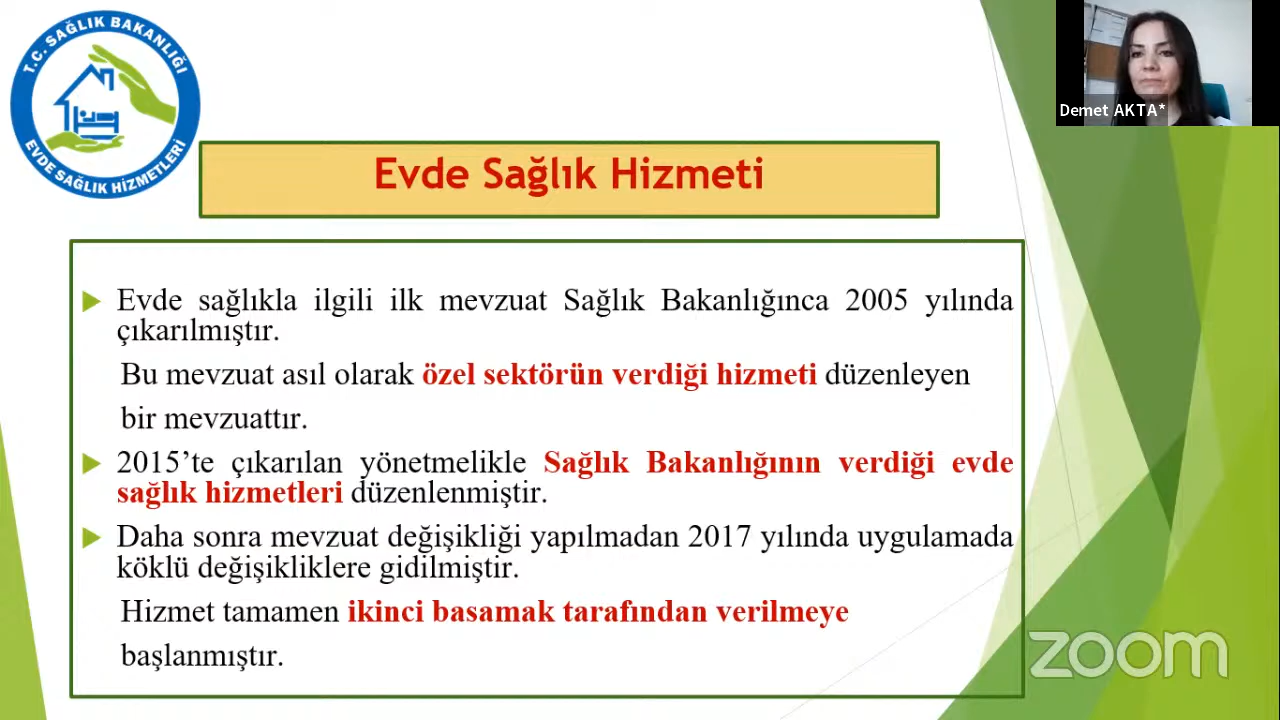 T.C. SAĞLIK BAKANLIĞI
EVDE SAĞLIK HİZMETLERİ
Demet AKTA*
Evde Sağlık Hizmeti
Evde sağlıkla ilgili ilk mevzuat Sağlık Bakanlığınca 2005 yılında
çıkarılmıştır.
Bu mevzuat asıl olarak özel sektörün verdiği hizmeti düzenleyen
bir mevzuattır.
2015’te çıkarılan yönetmelikle Sağlık Bakanlığının verdiği evde
sağlık hizmetleri düzenlenmiştir.
Daha sonra mevzuat değişikliği yapılmadan 2017 yılında uygulamada
köklü değişikliklere gidilmiştir.
Hizmet tamamen ikinci basamak tarafından verilmeye
başlanmıştır.
zoom